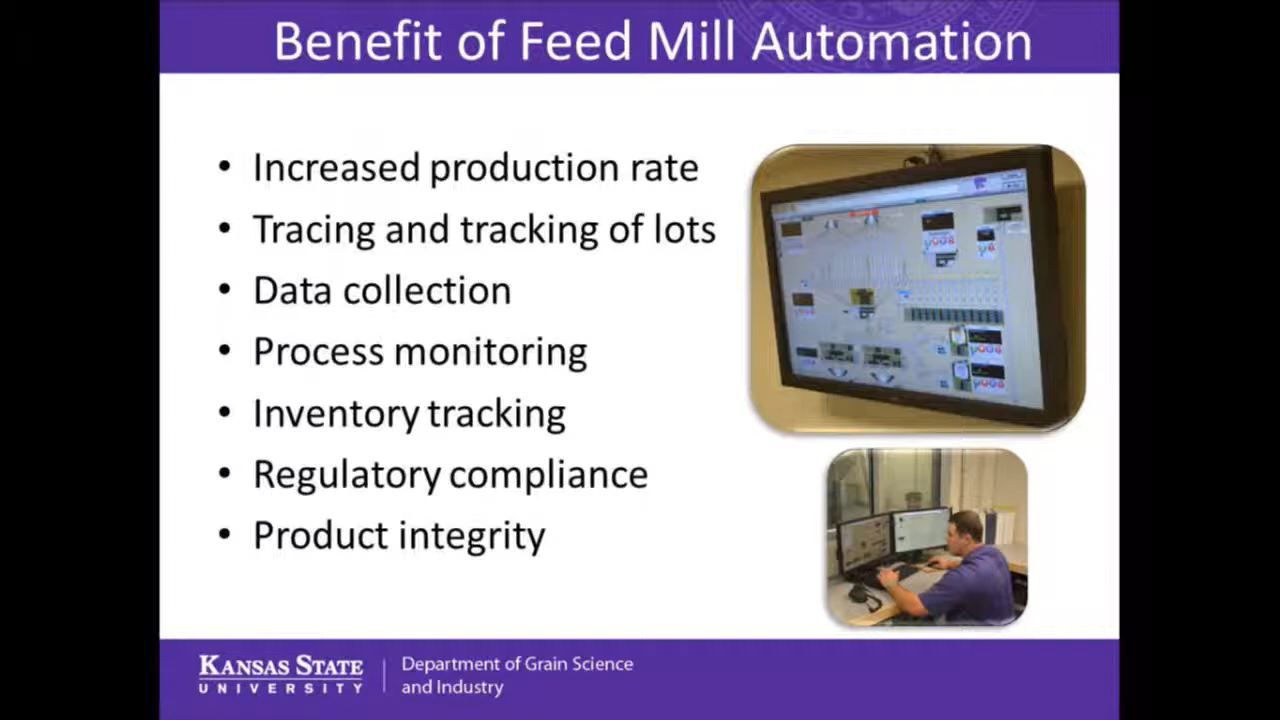 Benefit of Feed Mill Automation
• Increased production rate
• Tracing and tracking of lots
• Data collection
• Process monitoring
• Inventory tracking
• Regulatory compliance
• Product integrity
KANSAS STATE
UNIVERSITY
Department of Grain Science
and Industry